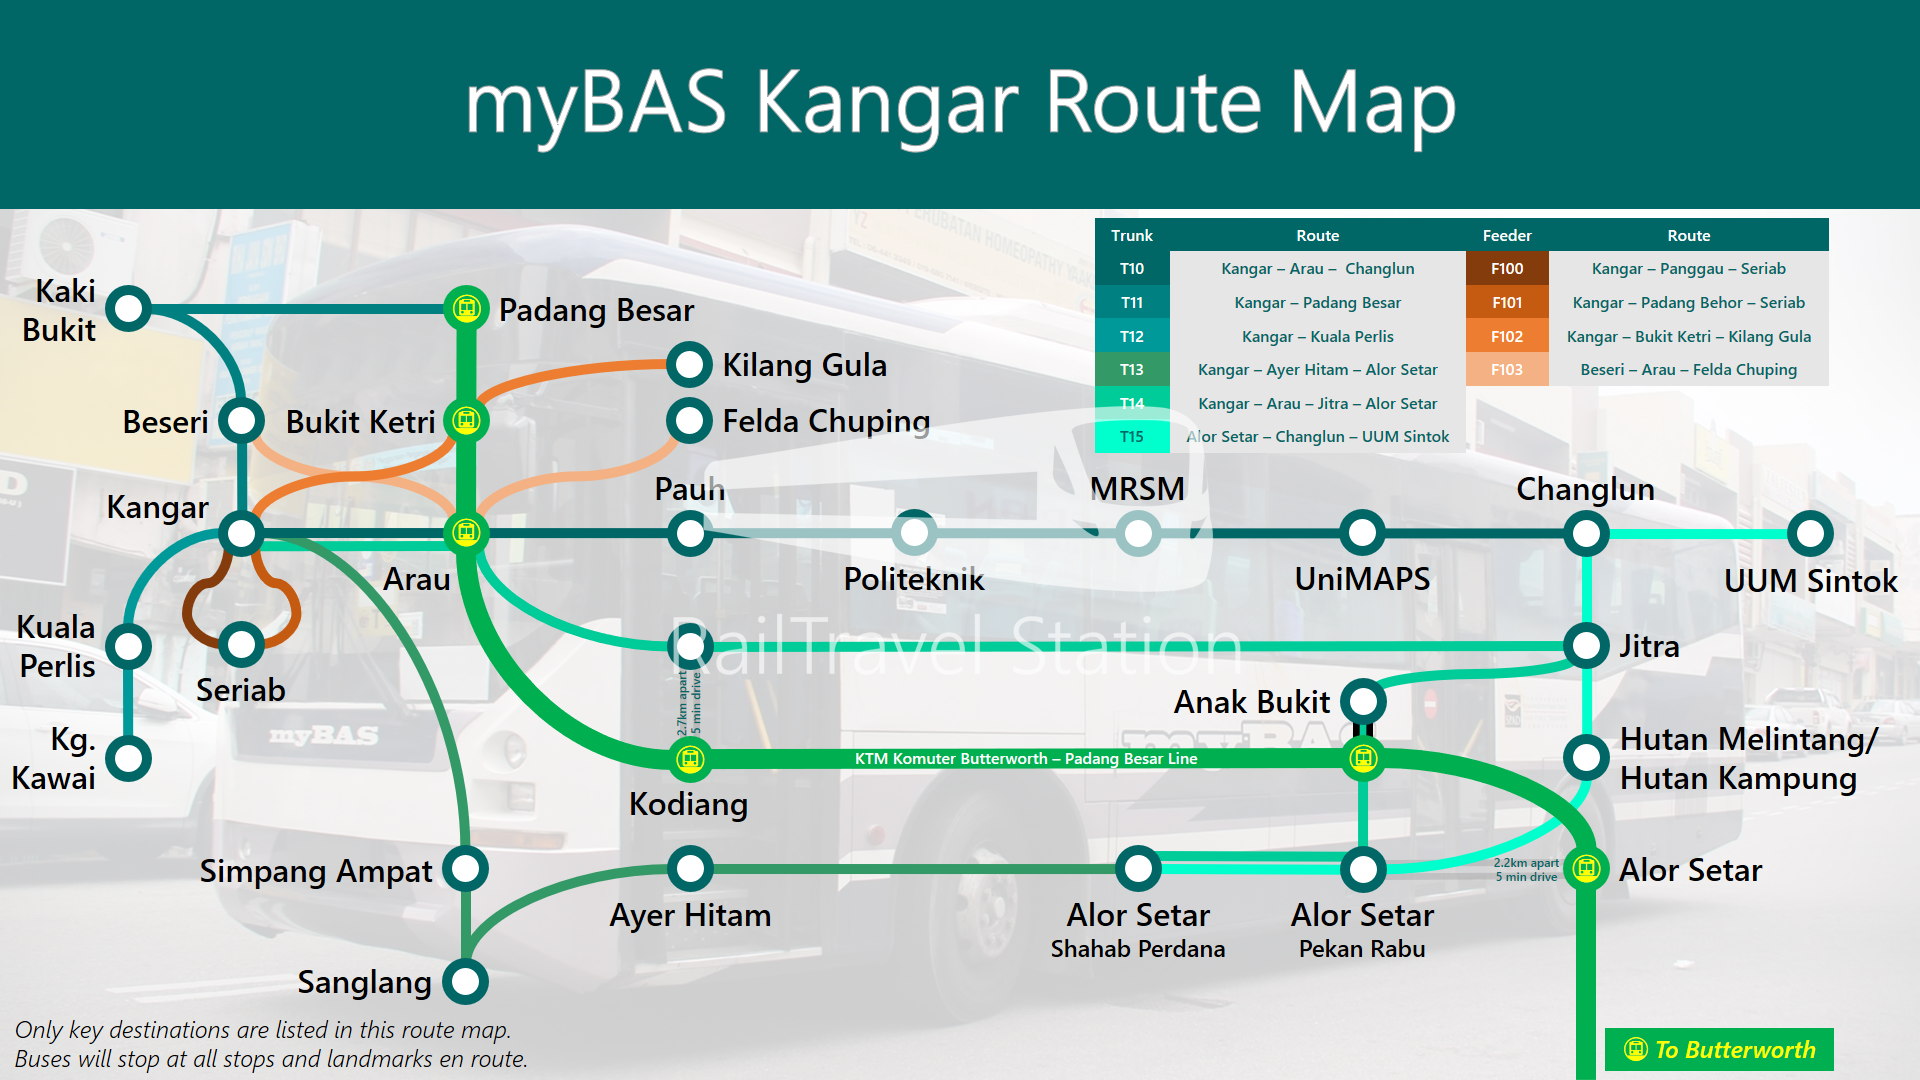 myBAS Kangar Route Map
Trunk Route Feeder Route
T10 Kangar – Arau – Changlun F100 Kangar – Panggau – Seriab
T11 Kangar – Padang Besar F101 Kangar – Padang Behor – Seriab
T12 Kangar – Kuala Perlis F102 Kangar – Bukit Ketri – Kilang Gula
T13 Kangar – Ayer Hitam – Alor Setar F103 Beseri – Arau – Felda Chuping
T14 Kangar – Arau – Jitra – Alor Setar
T15 Alor Setar – Changlun – UUM Sintok
Kaki
Bukit
Padang Besar
Kilang Gula
Beseri
Bukit Ketri
Felda Chuping
Kangar
Pauh
MRSM
Changlun
Arau
Politeknik
UniMAPS
UUM Sintok
Kuala
Perlis
RailTravel Station
Jitra
Seriab
2.7km apart
5 min drive
Anak Bukit
myBAS
Kg.
Kawai
KTM Komuter Butterworth – Padang Besar Line
Hutan Melintang/
Hutan Kampung
Kodiang
Simpang Ampat
2.2km apart
5 min drive
Alor Setar
Ayer Hitam
Alor Setar
Shahab Perdana
Alor Setar
Pekan Rabu
Sanglang
Only key destinations are listed in this route map.
Buses will stop at all stops and landmarks en route.
To Butterworth